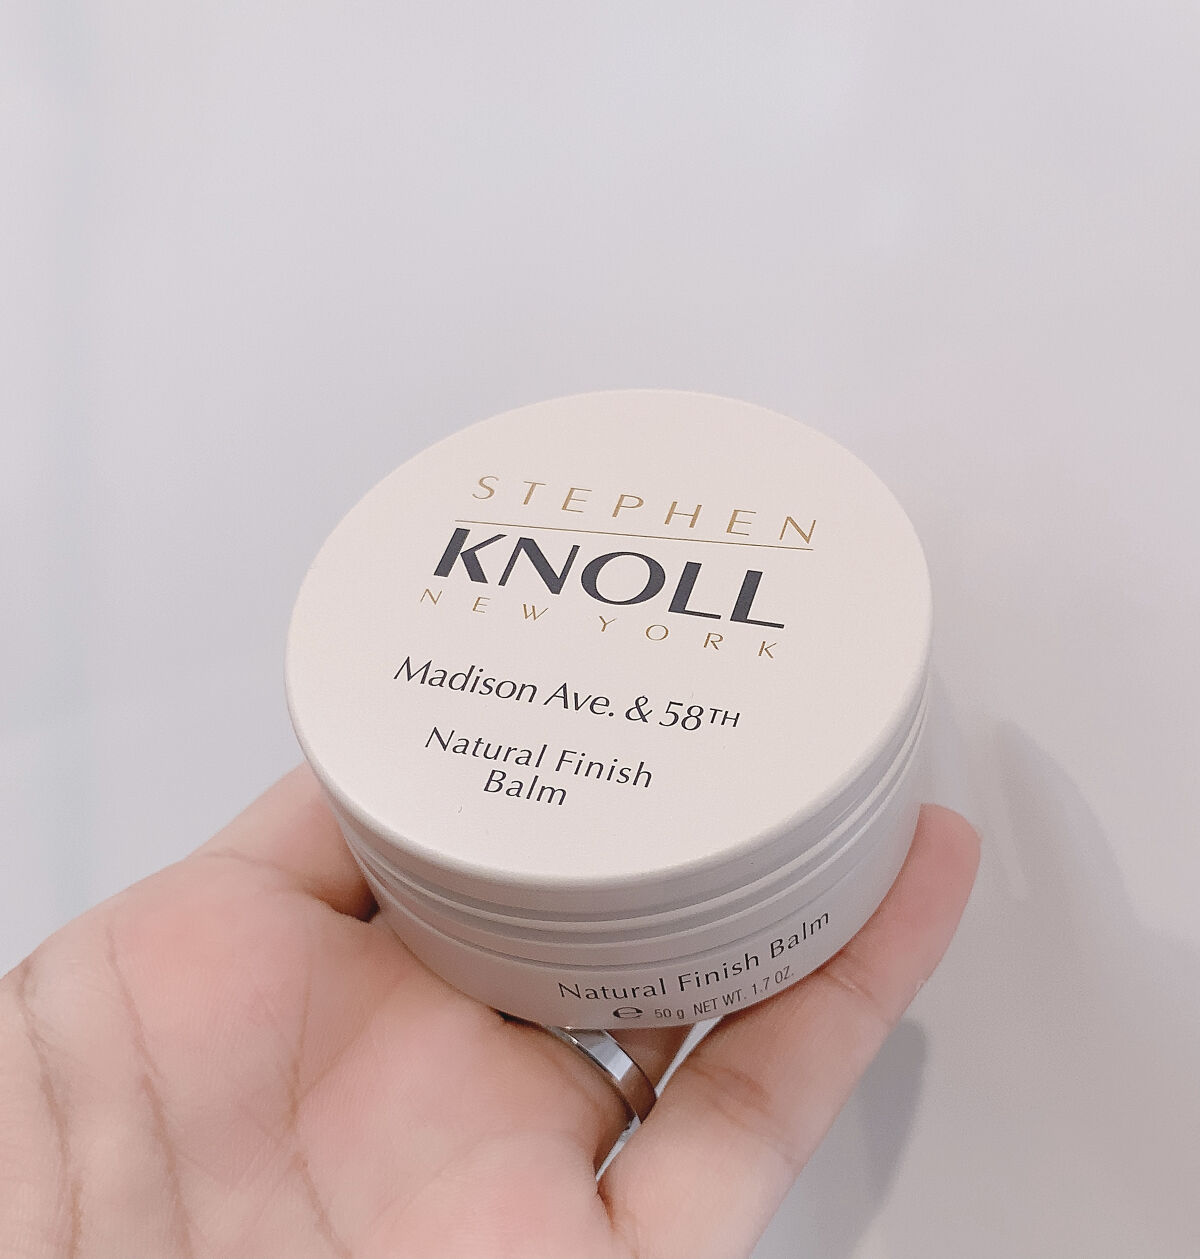 STEPHEN
KNOLL
NEW YORK
Madison Ave. & 58TH
Natural Finish
Balm
Natural Finish Balm
℮ 50 g NET WT. 1.7 OZ.